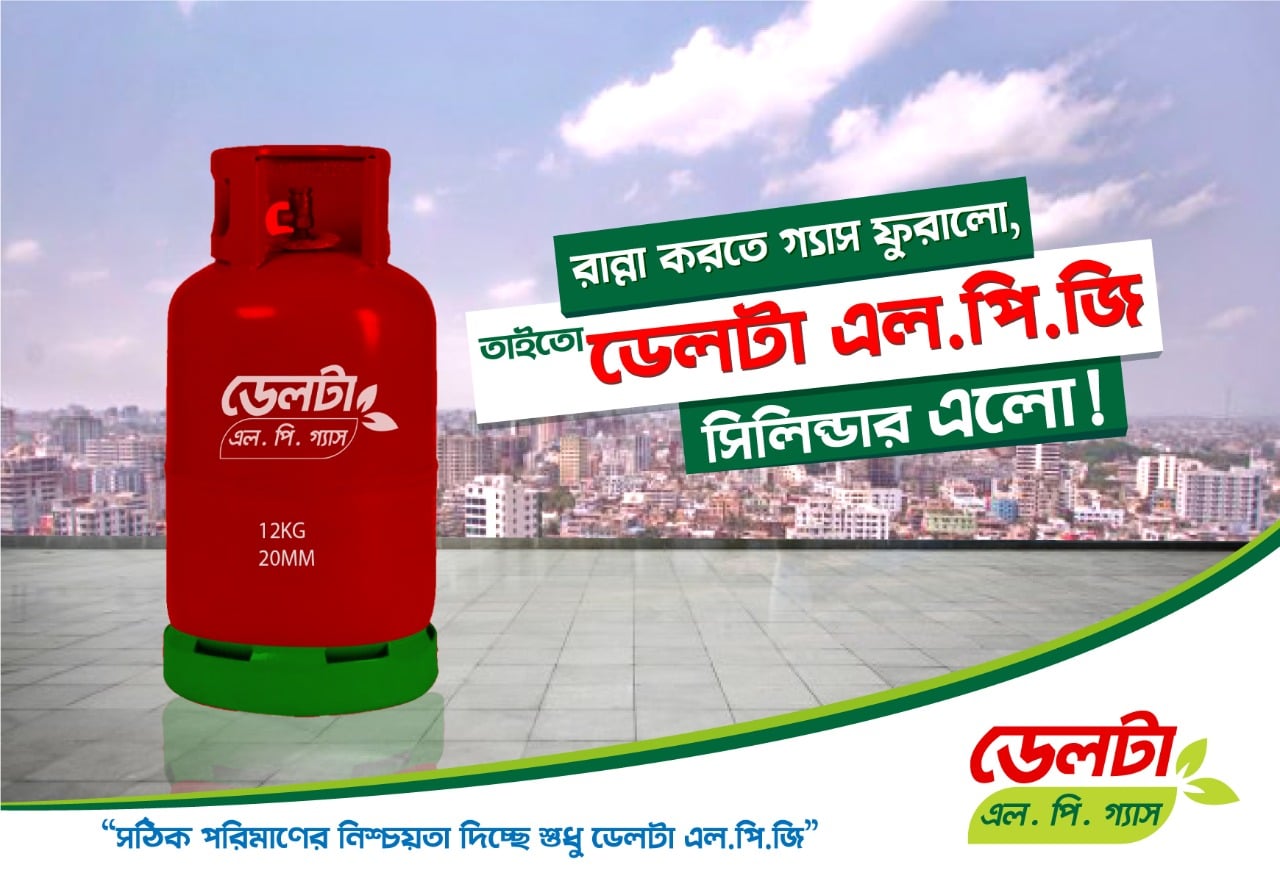 রান্না করতে গ্যাস ফুরালো,
তাইতো ডেলটা এল.পি.জি
সিলিন্ডার এলো!
ডেলটা
এল. পি. গ্যাস
12KG
20MM
ডেলটা
এল. পি. গ্যাস
“সঠিক পরিমাণের নিশ্চয়তা দিচ্ছে শুধু ডেলটা এল.পি.জি”